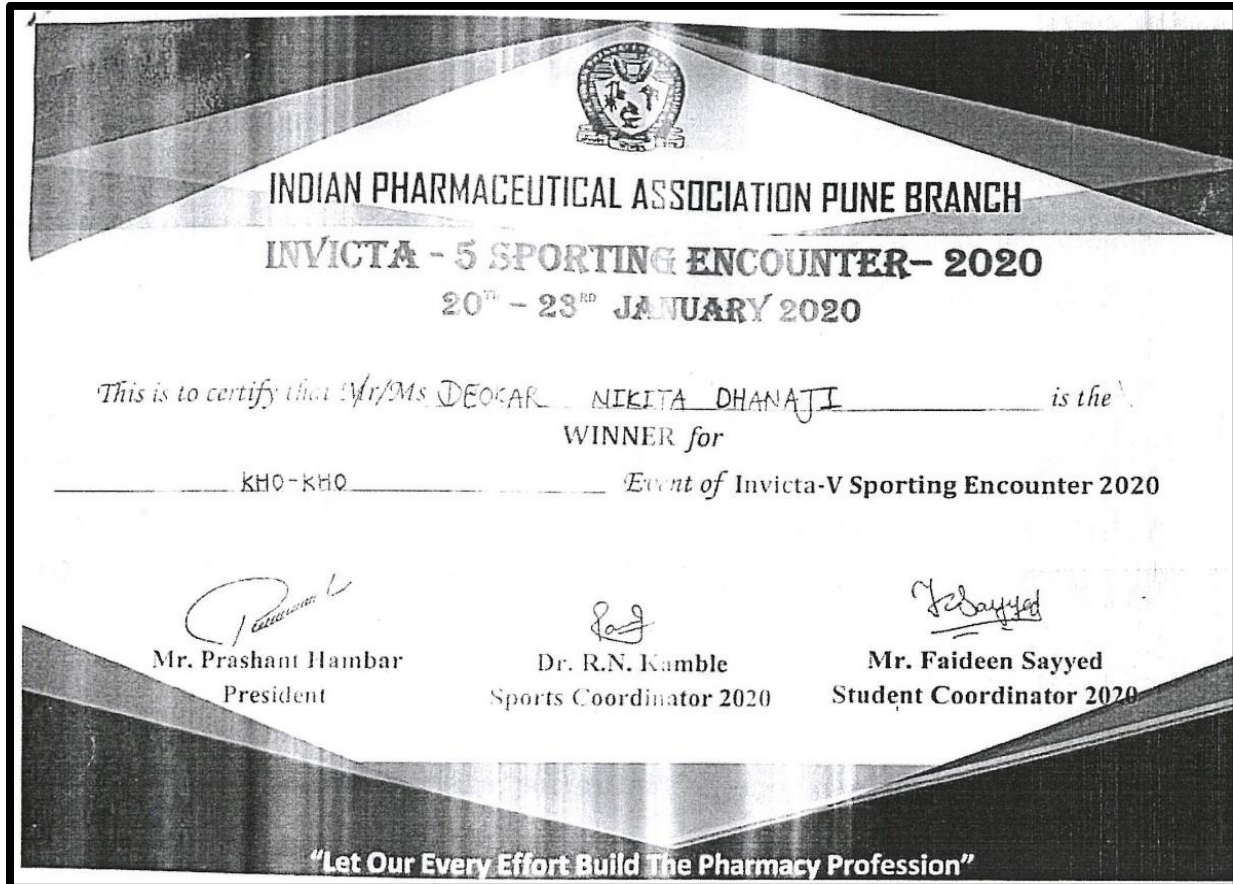 INDIAN PHARMACEUTICAL ASSOCIATION PUNE BRANCH
INVICTA - 5 SPORTING ENCOUNTER- 2020
20TH - 23RD JANUARY 2020
This is to certify that Mr/Ms DEOKAR NIKITA DHANAJI is the
WINNER for
KHO-KHO Event of Invicta-V Sporting Encounter 2020
Sayyed
Mr. Prashant Hambar Dr. R.N. Kamble Mr. Faideen Sayyed
President Sports Coordinator 2020 Student Coordinator 2020
"Let Our Every Effort Build The Pharmacy Profession"